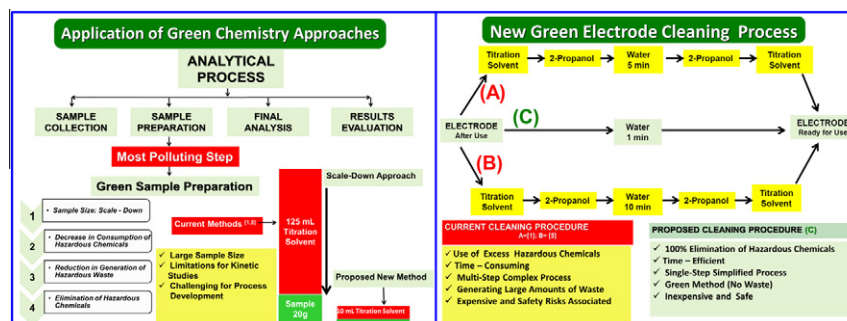 Application of Green Chemistry Approaches
ANALYTICAL
PROCESS
SAMPLE
COLLECTION
SAMPLE
PREPARATION
FINAL
ANALYSIS
RESULTS
EVALUATION
Most Polluting Step
Green Sample Preparation
Scale-Down Approach
1
• Sample Size: Scale - Down
2
• Decrease in Consumption of
Hazardous Chemicals
3
• Reduction in Generation of
Hazardous Waste
4
• Elimination of Hazardous
Chemicals
Current Methods [1,5]
✓ Large Sample Size
✓ Limitations for Kinetic
Studies
✓ Challenging for Process
Development
125 mL
Titration
Solvent
Sample
20g
Proposed New Method
10 mL Titration Solvent
New Green Electrode Cleaning Process
Titration
Solvent
2-Propanol
Water
5 min
2-Propanol
Titration
Solvent
(A)
(C)
ELECTRODE
After Use
Water
1 min
ELECTRODE
Ready for Use
(B)
Titration
Solvent
2-Propanol
Water
10 min
2-Propanol
Titration
Solvent
CURRENT CLEANING PROCEDURE
✓ Use of Excess Hazardous Chemicals
✓ Time – Consuming
✓ Multi-Step Complex Process
✓ Generating Large Amounts of Waste
✓ Expensive and Safety Risks Associated
PROPOSED CLEANING PROCEDURE (C)
✓ 100% Elimination of Hazardous Chemicals
✓ Time – Efficient
✓ Single-Step Simplified Process
✓ Green Method (No Waste)
✓ Inexpensive and Safe